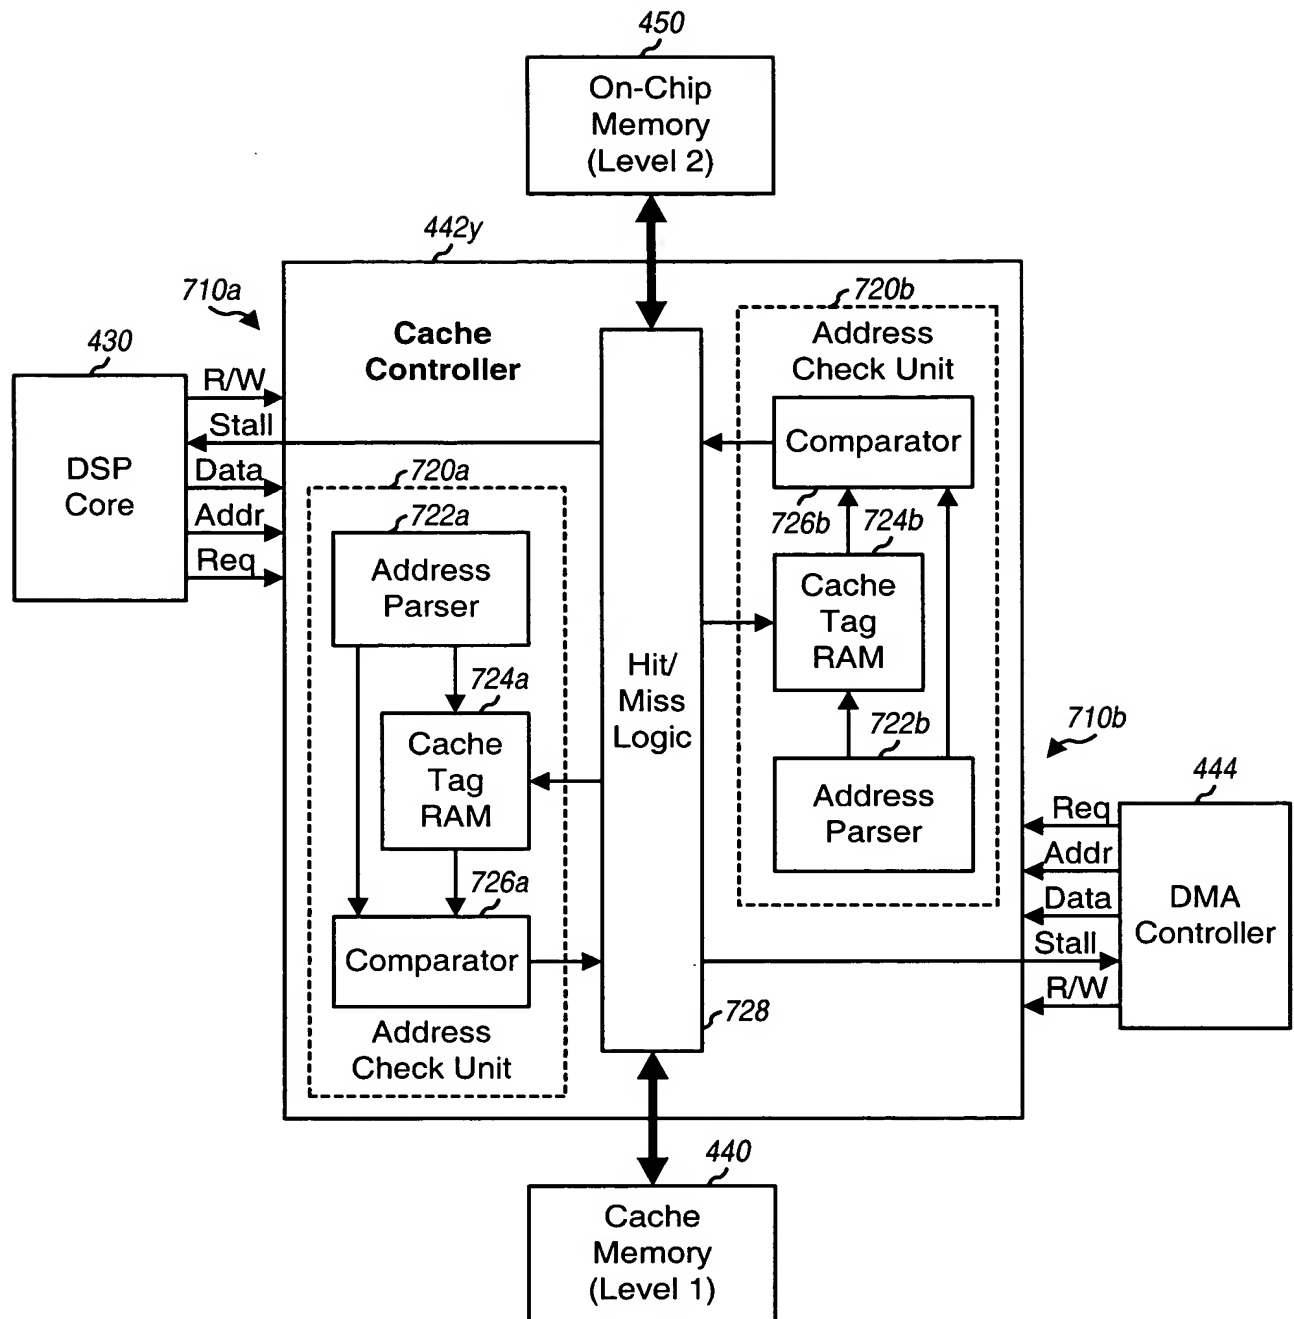 450
On-Chip
Memory
(Level 2)
442y
710a
Cache
Controller
720b
Address
Check Unit
430
DSP
Core
R/W
Stall
Data
Addr
Req
Comparator
726b
724b
Cache
Tag
RAM
722b
Address
Parser
720a
722a
Address
Parser
724a
Cache
Tag
RAM
726a
Comparator
Address
Check Unit
Hit/
Miss
Logic
728
710b
444
Req
Addr
Data
Stall
R/W
DMA
Controller
440
Cache
Memory
(Level 1)